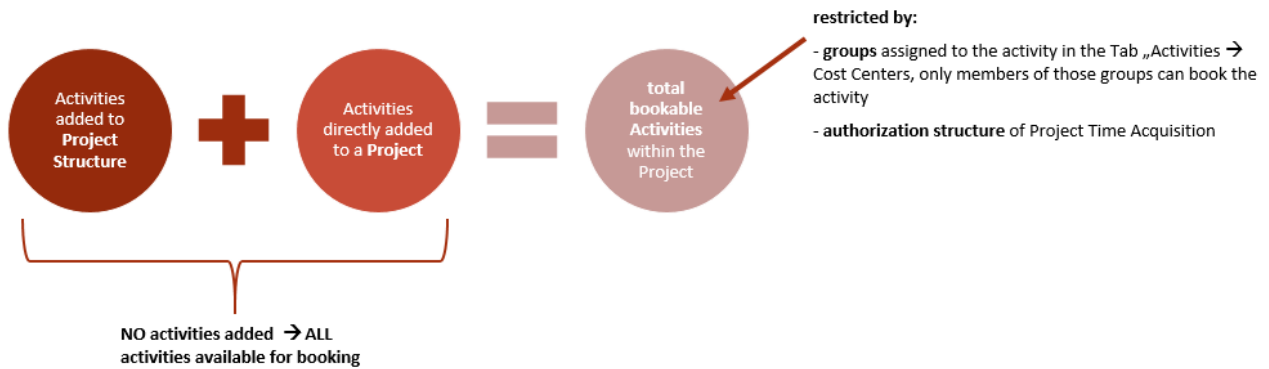 Activities
added to
Project
Structure
Activities
directly added
to a Project
total
bookable
Activities
within the
Project
restricted by:
- groups assigned to the activity in the Tab „Activities →
Cost Centers, only members of those groups can book the
activity
- authorization structure of Project Time Acquisition
NO activities added → ALL
activities available for booking